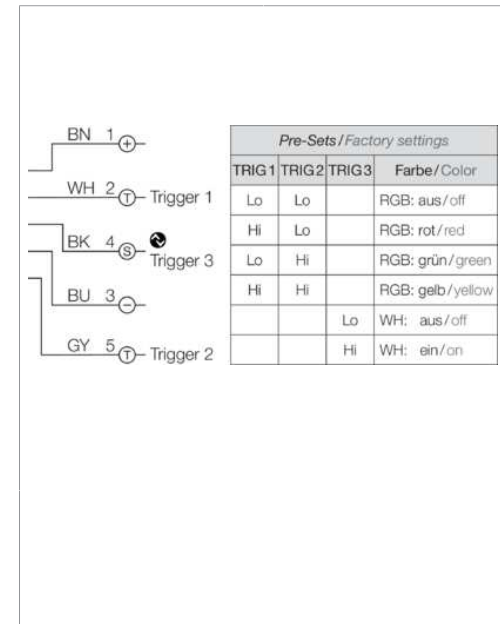 BN 1 +
WH 2 T Trigger 1
BK 4 S Trigger 3
BU 3 −
GY 5 T Trigger 2
Pre-Sets/Factory settings
TRIG1 TRIG2 TRIG3 Farbe/Color
Lo Lo RGB: aus/off
Hi Lo RGB: rot/red
Lo Hi RGB: grün/green
Hi Hi RGB: gelb/yellow
Lo WH: aus/off
Hi WH: ein/on